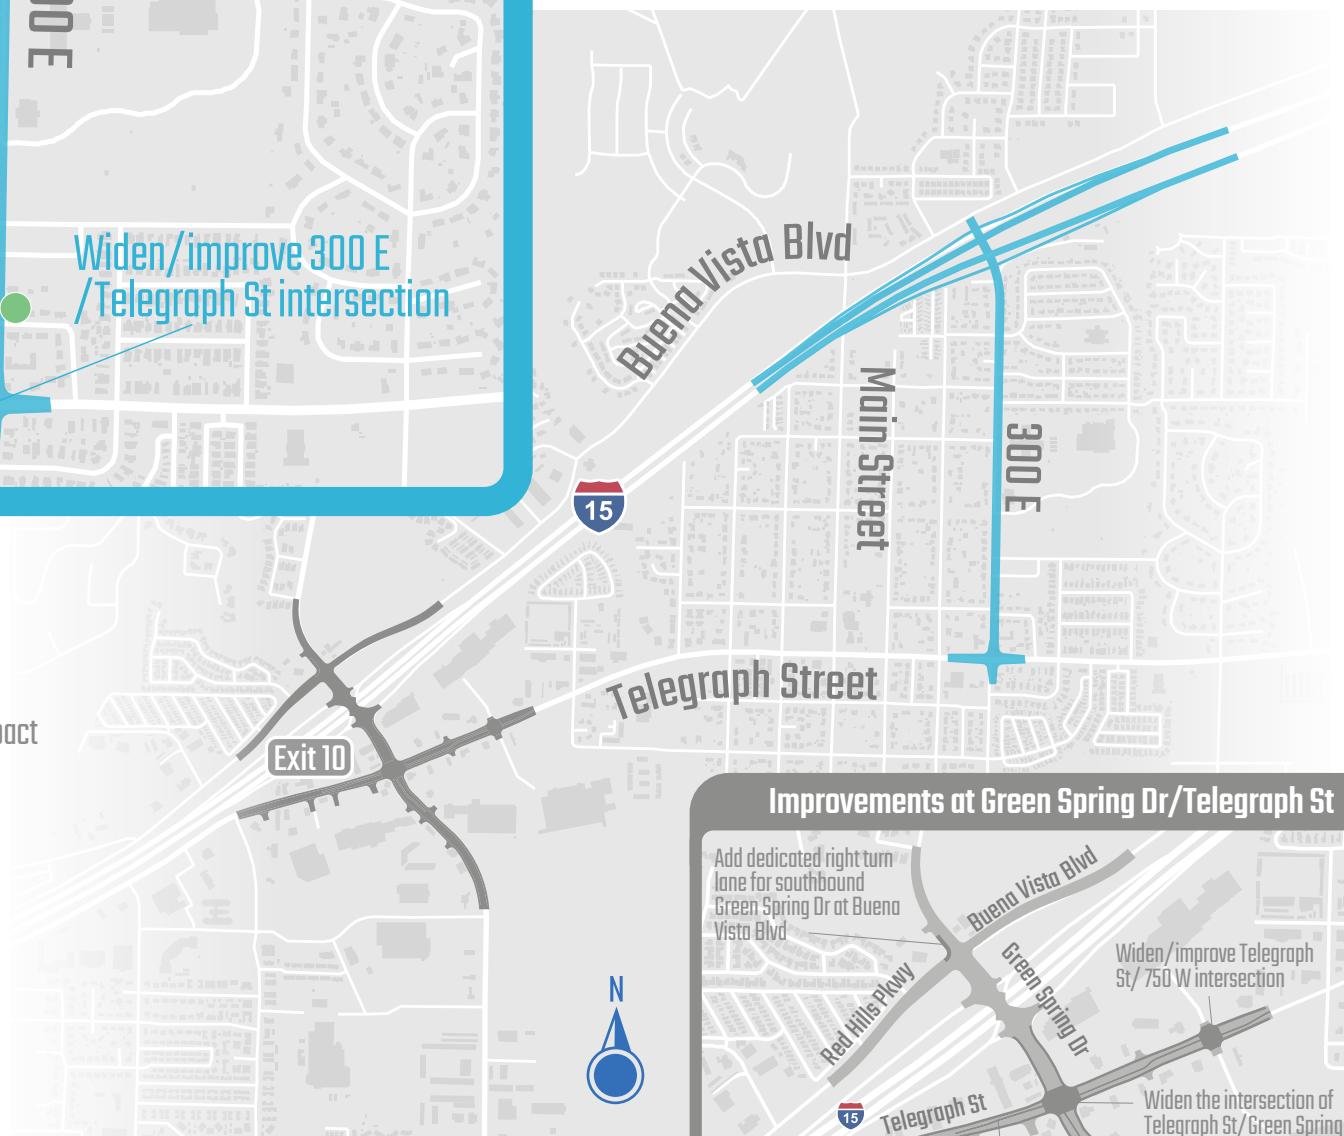 00 E
Widen/improve 300 E
/Telegraph St intersection
Buena Vista Blvd
Main Street
300 E
15
Telegraph Street
Exit 10
N
Improvements at Green Spring Dr/Telegraph St
Add dedicated right turn
lane for southbound
Green Spring Dr at Buena
Vista Blvd
Buena Vista Blvd
Green Spring Dr
Red Hills Pkwy
Widen/improve Telegraph
St/ 750 W intersection
15
Telegraph St
Widen the intersection of
Telegraph St/Green Spring